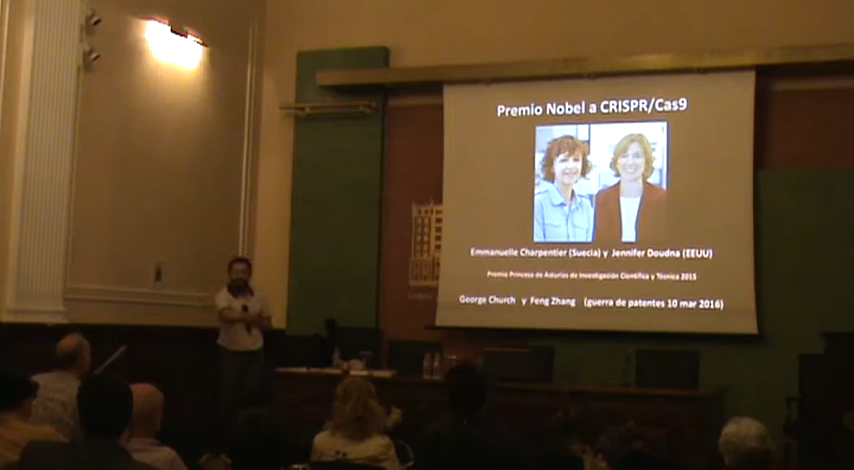 Premio Nobel a CRISPR/Cas9
Emmanuelle Charpentier (Suecia) y Jennifer Doudna (EEUU)
Premio Princesa de Asturias de Investigación Científica y Técnica 2015
George Church y Feng Zhang (guerra de patentes 10 mar 2016)